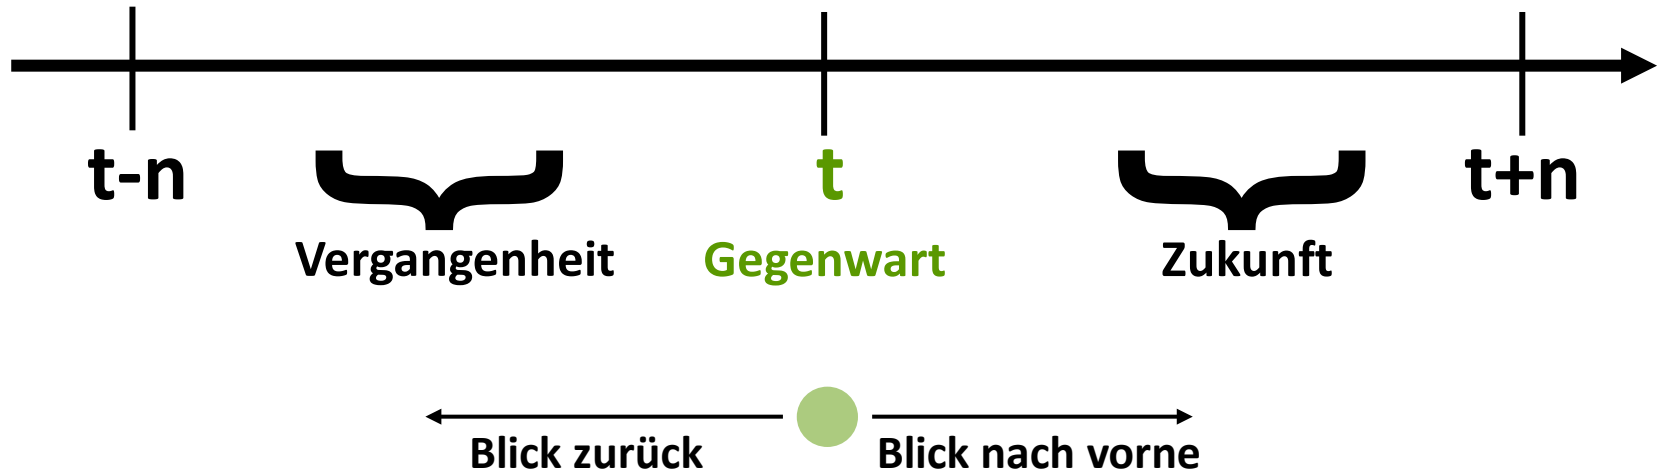 t-n t t+n
Vergangenheit Gegenwart Zukunft
Blick zurück Blick nach vorne